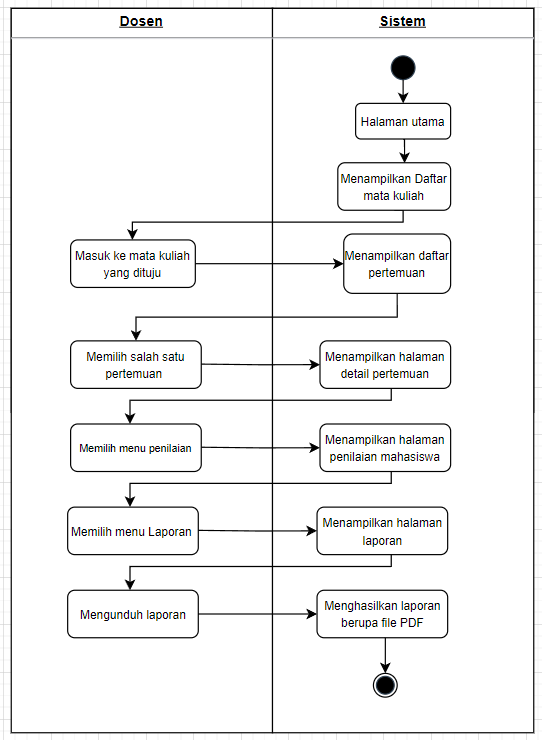 Dosen
Sistem
Halaman utama
Menampilkan Daftar
mata kuliah
Masuk ke mata kuliah
yang dituju
Menampilkan daftar
pertemuan
Memilih salah satu
pertemuan
Menampilkan halaman
detail pertemuan
Memilih menu penilaian
Menampilkan halaman
penilaian mahasiswa
Memilih menu Laporan
Menampilkan halaman
laporan
Mengunduh laporan
Menghasilkan laporan
berupa file PDF